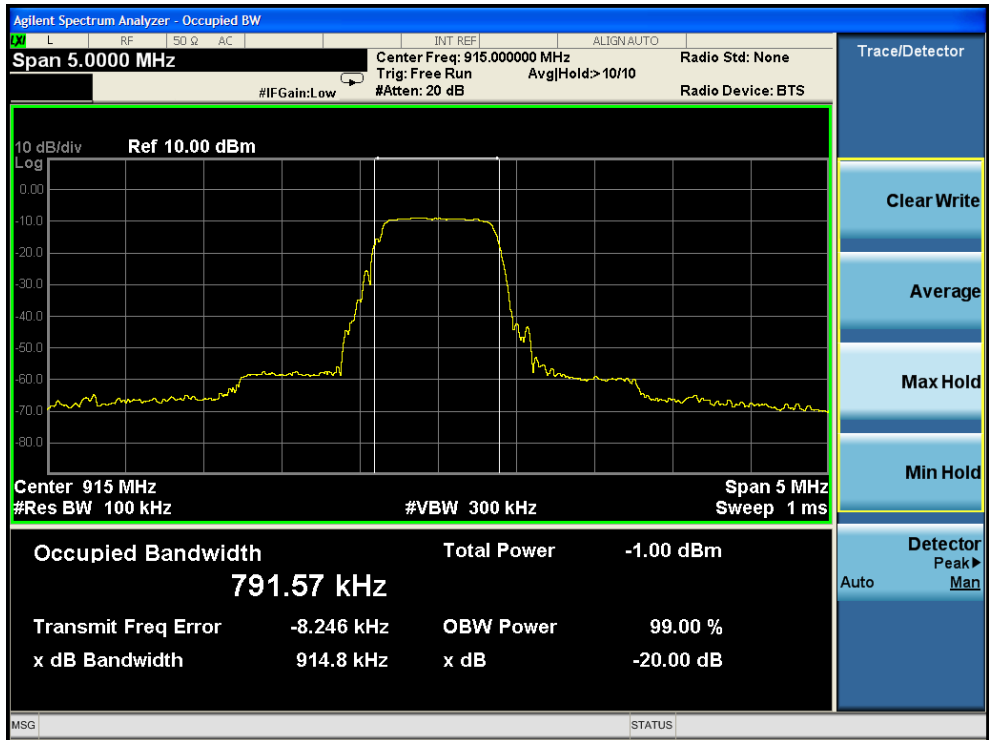 Agilent Spectrum Analyzer - Occupied BW
LXI L RF 50 Ω AC INT REF ALIGNAUTO
Span 5.0000 MHz
Center Freq: 915.000000 MHz
Radio Std: None
Trig: Free Run Avg|Hold:>10/10
#IFGain:Low
#Atten: 20 dB
Radio Device: BTS
10 dB/div Ref 10.00 dBm
Log
0.00
-10.0
-20.0
-30.0
-40.0
-50.0
-60.0
-70.0
-80.0
Center 915 MHz Span 5 MHz
#Res BW 100 kHz #VBW 300 kHz Sweep 1 ms
Occupied Bandwidth
791.57 kHz
Total Power -1.00 dBm
Transmit Freq Error -8.246 kHz OBW Power 99.00 %
x dB Bandwidth 914.8 kHz x dB -20.00 dB
Trace/Detector
Clear Write
Average
Max Hold
Min Hold
Detector
Peak▶
Auto Man
MSG STATUS